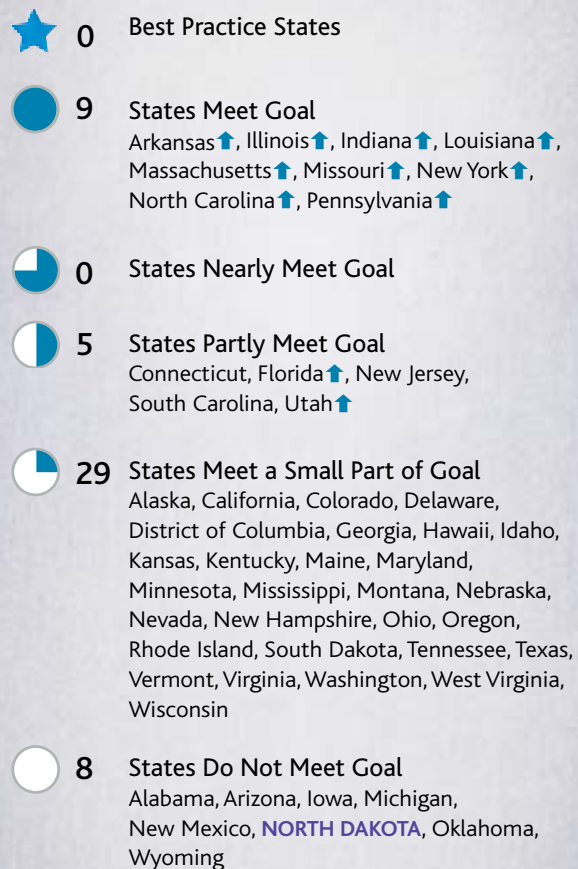 0 Best Practice States
9 States Meet Goal
Arkansas⬆, Illinois⬆, Indiana⬆, Louisiana⬆,
Massachusetts⬆, Missouri⬆, New York⬆,
North Carolina⬆, Pennsylvania⬆
0 States Nearly Meet Goal
5 States Partly Meet Goal
Connecticut, Florida⬆, New Jersey,
South Carolina, Utah⬆
29 States Meet a Small Part of Goal
Alaska, California, Colorado, Delaware,
District of Columbia, Georgia, Hawaii, Idaho,
Kansas, Kentucky, Maine, Maryland,
Minnesota, Mississippi, Montana, Nebraska,
Nevada, New Hampshire, Ohio, Oregon,
Rhode Island, South Dakota, Tennessee, Texas,
Vermont, Virginia, Washington, West Virginia,
Wisconsin
8 States Do Not Meet Goal
Alabama, Arizona, Iowa, Michigan,
New Mexico, NORTH DAKOTA, Oklahoma,
Wyoming